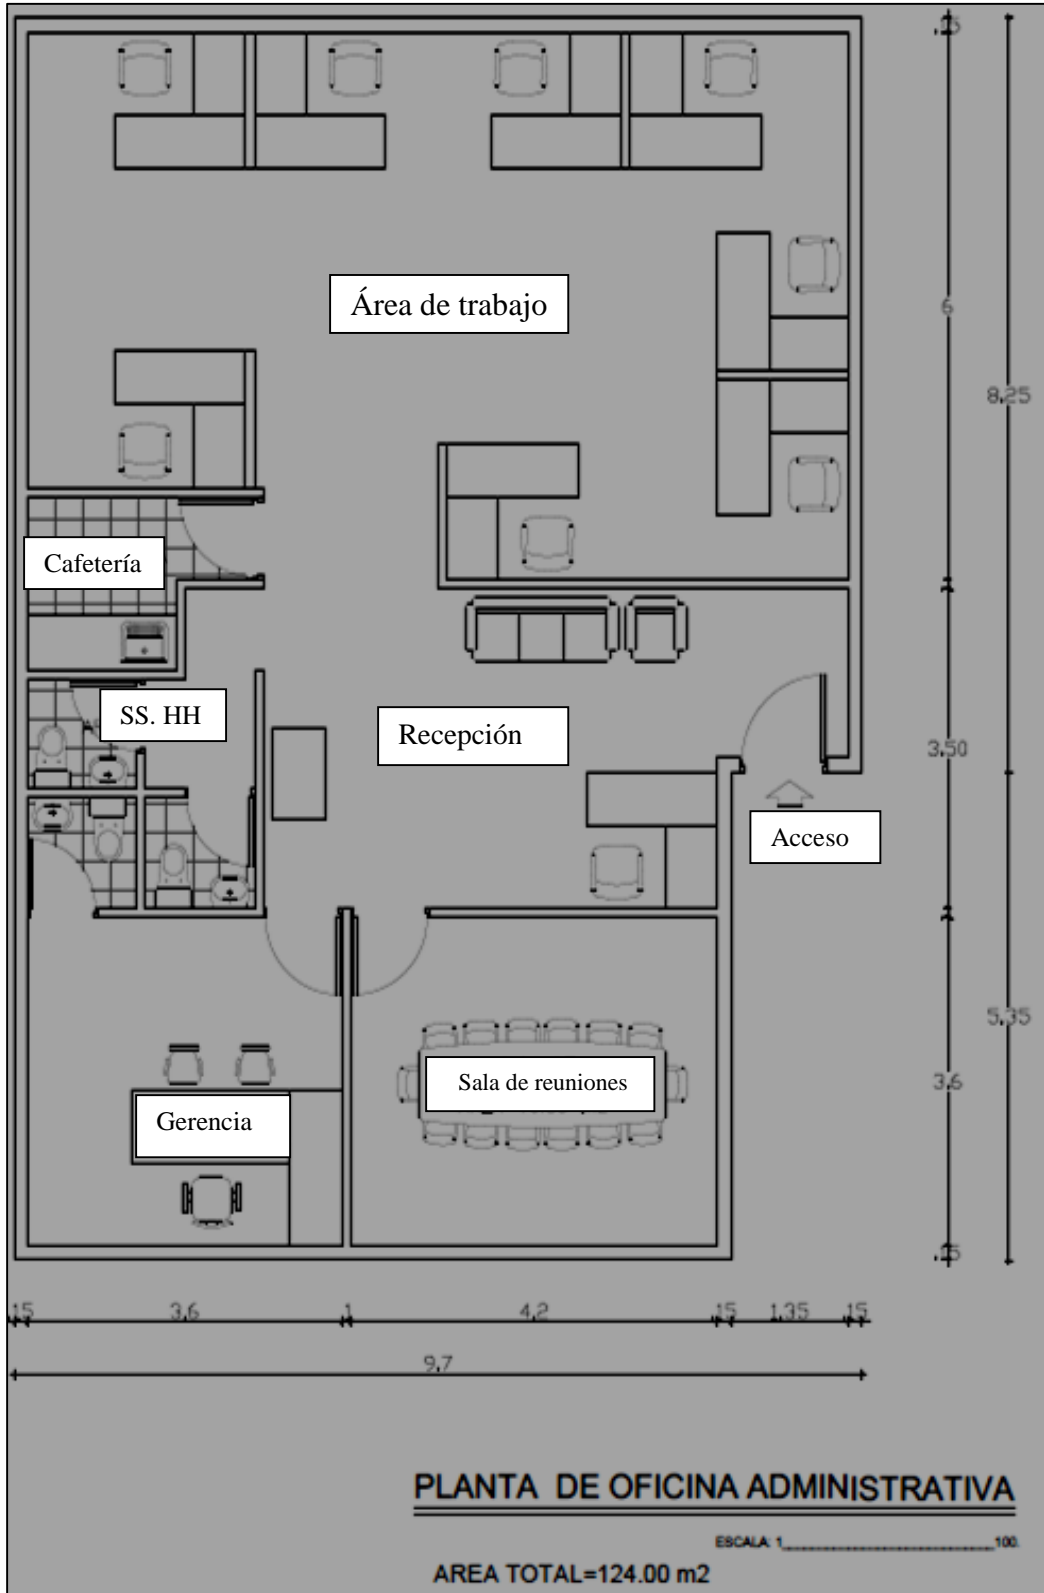 .15
Área de trabajo
6
8,25
Cafetería
SS. HH
Recepción
3,50
Acceso
5,35
Sala de reuniones
3,6
Gerencia
.15
.15 3,6 .1 4,2 .15 1,35 .15
9,7
PLANTA DE OFICINA ADMINISTRATIVA
ESCALA: 1____________________100.
AREA TOTAL=124.00 m2